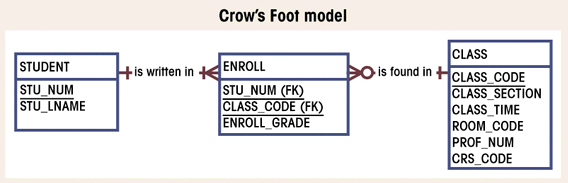 Crow's Foot model
STUDENT
STU_NUM
STU_LNAME
is written in
ENROLL
STU_NUM (FK)
CLASS_CODE (FK)
ENROLL_GRADE
is found in
CLASS
CLASS_CODE
CLASS_SECTION
CLASS_TIME
ROOM_CODE
PROF_NUM
CRS_CODE